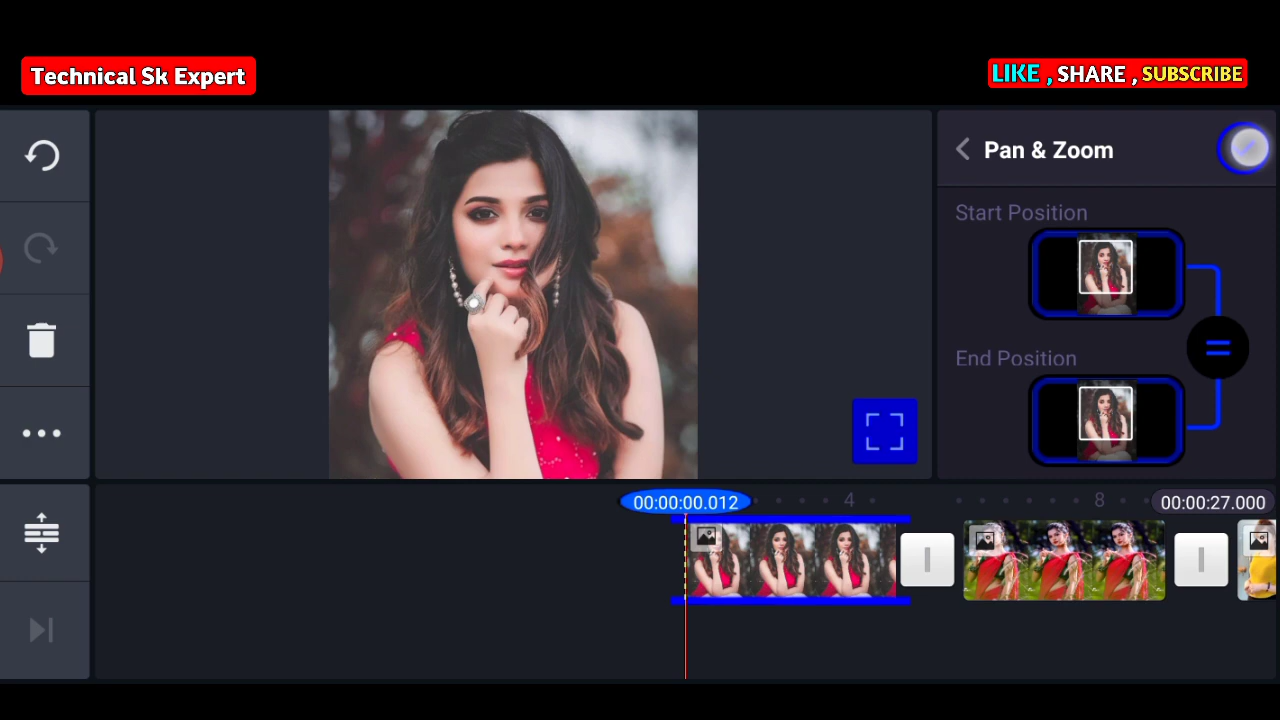 Technical Sk Expert
LIKE , SHARE , SUBSCRIBE
Pan & Zoom
Start Position
End Position
00:00:00.012
4
8
00:00:27.000